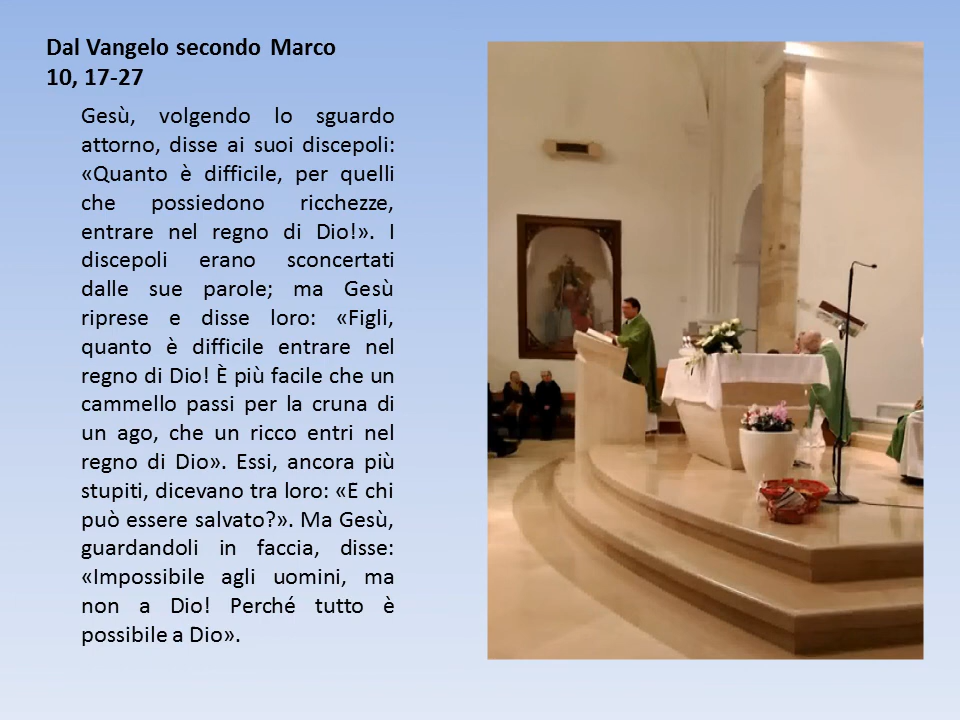 Dal Vangelo secondo Marco
10, 17-27
Gesù, volgendo lo sguardo
attorno, disse ai suoi discepoli:
«Quanto è difficile, per quelli
che possiedono ricchezze,
entrare nel regno di Dio!». I
discepoli erano sconcertati
dalle sue parole; ma Gesù
riprese e disse loro: «Figli,
quanto è difficile entrare nel
regno di Dio! È più facile che un
cammello passi per la cruna di
un ago, che un ricco entri nel
regno di Dio». Essi, ancora più
stupiti, dicevano tra loro: «E chi
può essere salvato?». Ma Gesù,
guardandoli in faccia, disse:
«Impossibile agli uomini, ma
non a Dio! Perché tutto è
possibile a Dio».